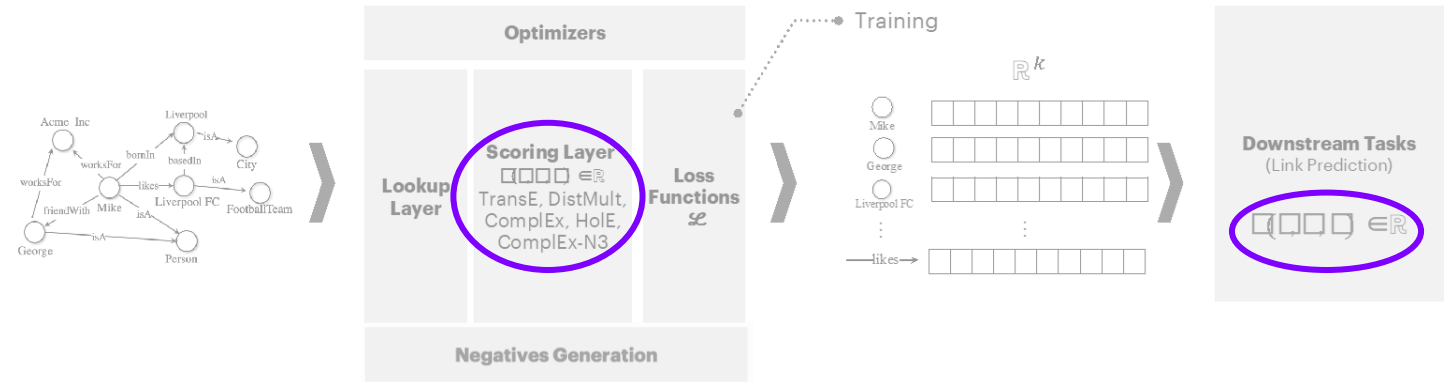 Acme Inc
Liverpool
isA
City
bornIn
basedIn
worksFor
worksFor
likes
isA
Mike
Liverpool FC
FootballTeam
friendWith
isA
George
isA
Person
Optimizers
Lookup
Layer
Scoring Layer
□(□,□,□) ∈ℝ
TransE, DistMult,
ComplEx, HolE,
ComplEx-N3
Loss
Functions
ℒ
Negatives Generation
Training
ℝ k
Mike
George
Liverpool FC
likes
Downstream Tasks
(Link Prediction)
□(□,□,□) ∈ℝ